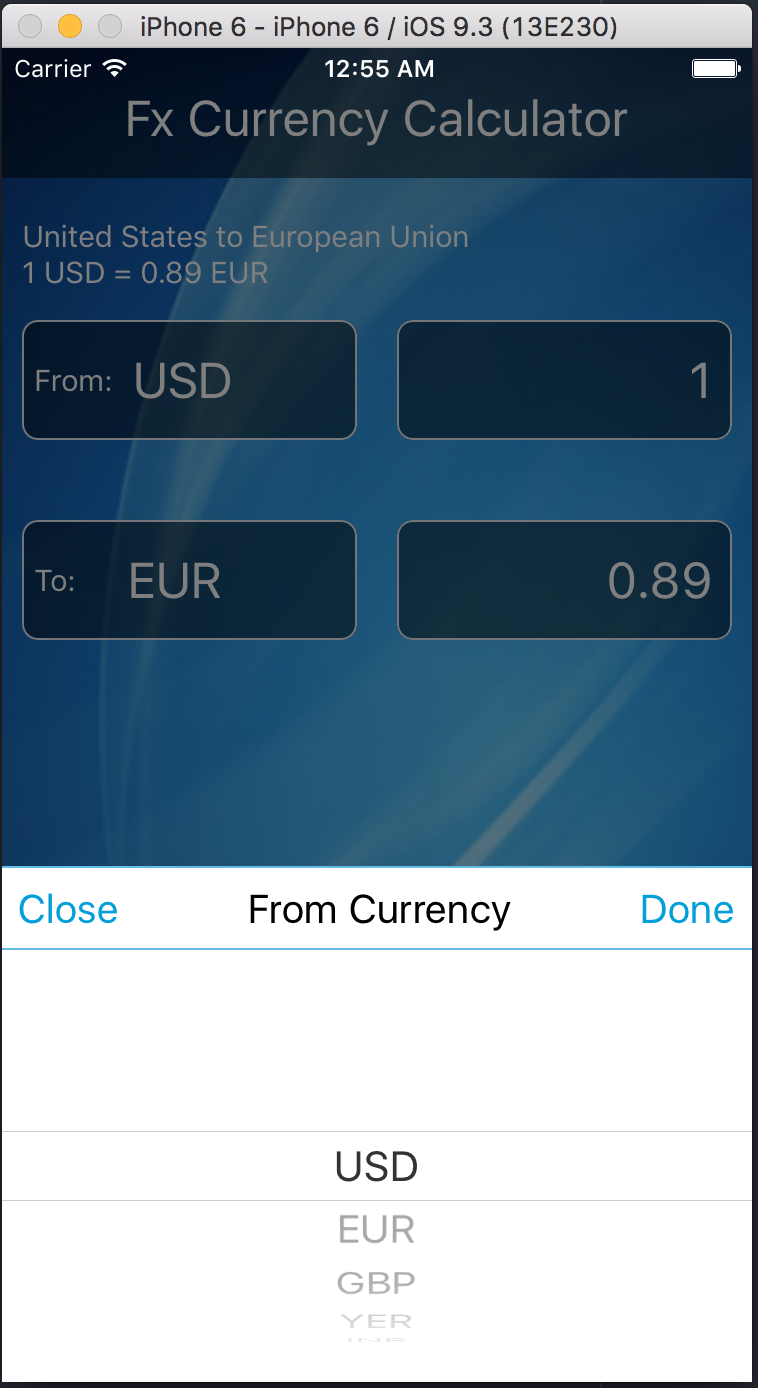 iPhone 6 - iPhone 6 / iOS 9.3 (13E230)
Carrier 12:55 AM
Fx Currency Calculator
United States to European Union
1 USD = 0.89 EUR
From: USD 1
To: EUR 0.89
Close From Currency Done
USD
EUR
GBP
YER